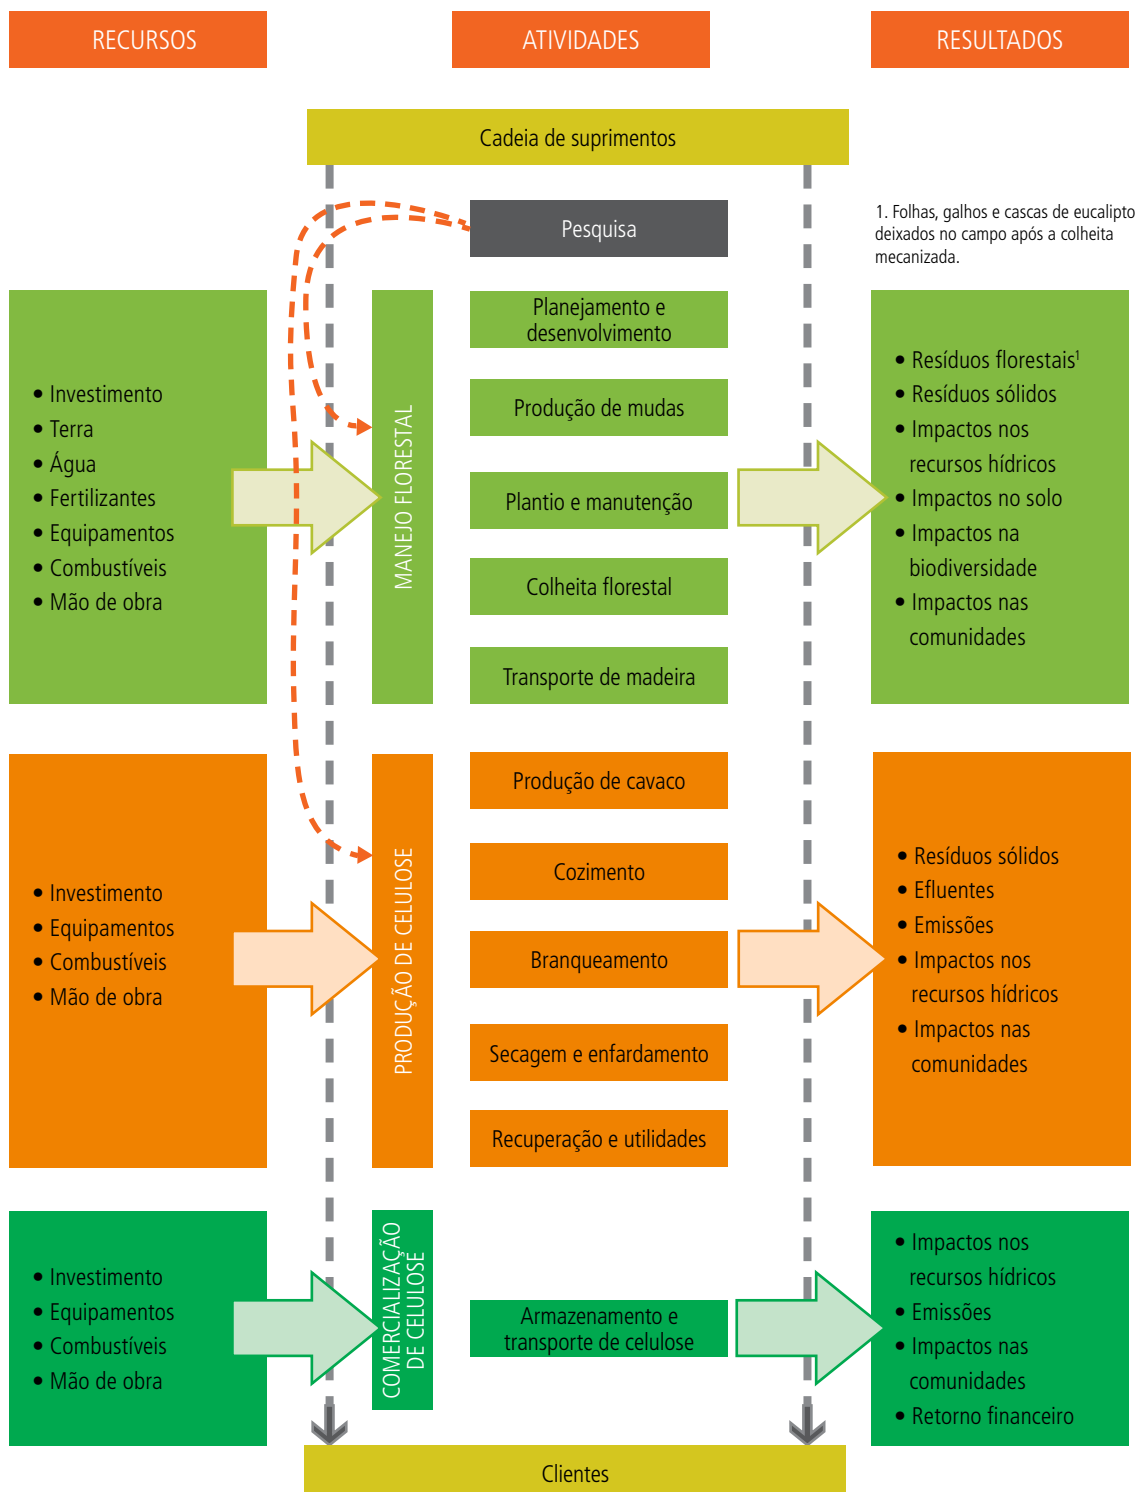 RECURSOS
ATIVIDADES
RESULTADOS
Cadeia de suprimentos
Pesquisa
1. Folhas, galhos e cascas de eucalipto
deixados no campo após a colheita
mecanizada.
• Investimento
• Terra
• Água
• Fertilizantes
• Equipamentos
• Combustíveis
• Mão de obra
MANEJO FLORESTAL
Planejamento e
desenvolvimento
Produção de mudas
Plantio e manutenção
Colheita florestal
Transporte de madeira
• Resíduos florestais¹
• Resíduos sólidos
• Impactos nos
recursos hídricos
• Impactos no solo
• Impactos na
biodiversidade
• Impactos nas
comunidades
• Investimento
• Equipamentos
• Combustíveis
• Mão de obra
PRODUÇÃO DE CELULOSE
Produção de cavaco
Cozimento
Branqueamento
Secagem e enfardamento
Recuperação e utilidades
• Resíduos sólidos
• Efluentes
• Emissões
• Impactos nos
recursos hídricos
• Impactos nas
comunidades
• Investimento
• Equipamentos
• Combustíveis
• Mão de obra
COMERCIALIZAÇÃO
DE CELULOSE
Armazenamento e
transporte de celulose
• Impactos nos
recursos hídricos
• Emissões
• Impactos nas
comunidades
• Retorno financeiro
Clientes